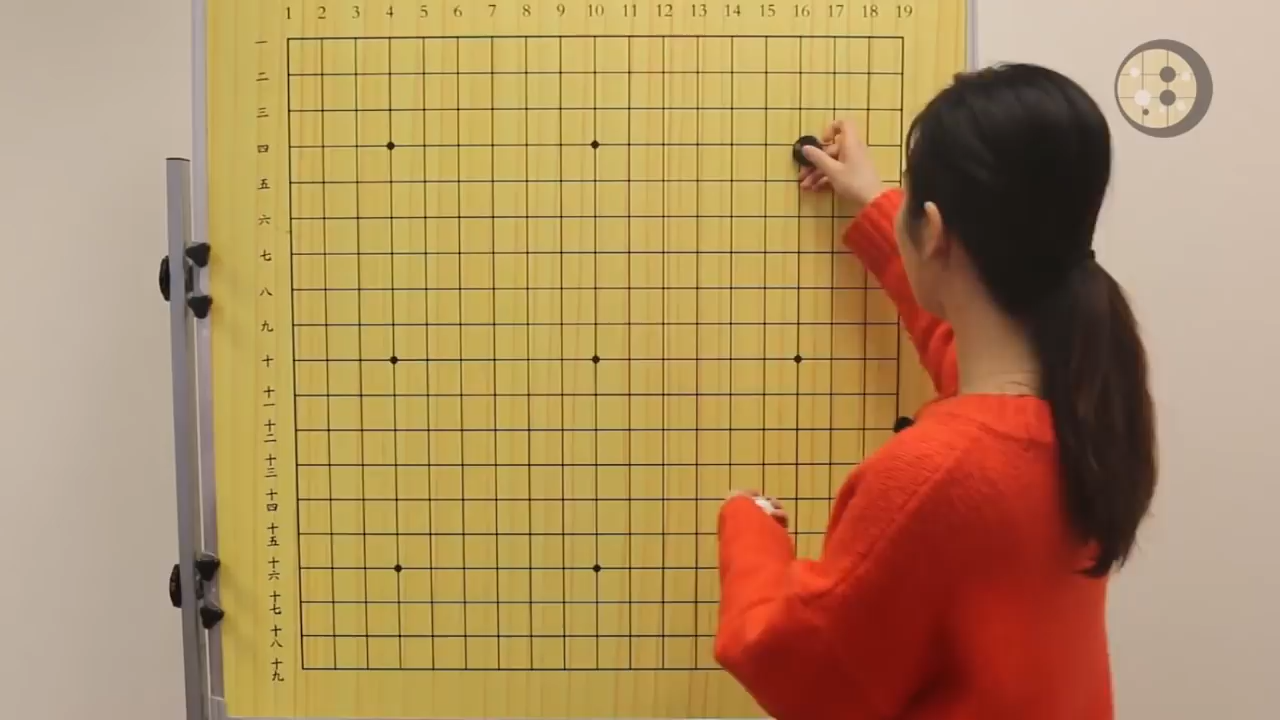 1 2 3 4 5 6 7 8 9 10 11 12 13 14 15 16 17 18 19
一
二
三
四
五
六
七
八
九
十
十一
十二
十三
十四
十五
十六
十七
十八
十九